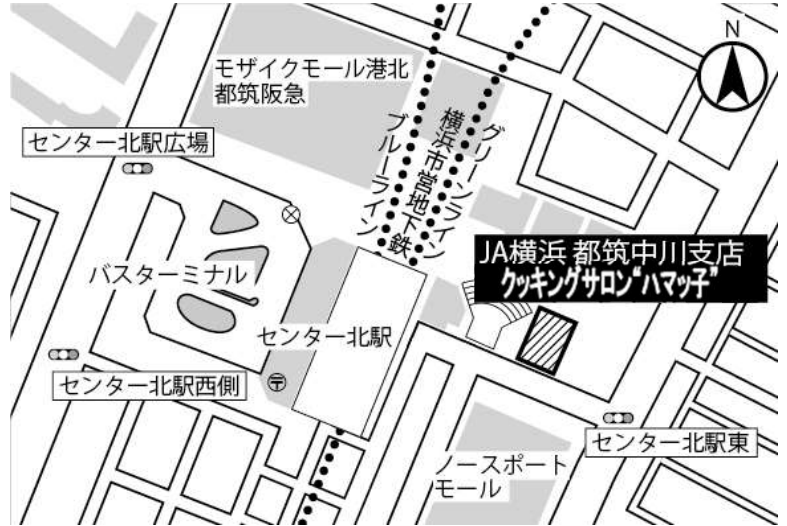 N
モザイクモール港北
都筑阪急
センター北駅広場
ブルーライン
横浜市営地下鉄
グリーンライン
JA横浜 都筑中川支店
クッキングサロン“ハマッ子”
バスターミナル
センター北駅
センター北駅西側
〒
センター北駅東
ノースポート
モール